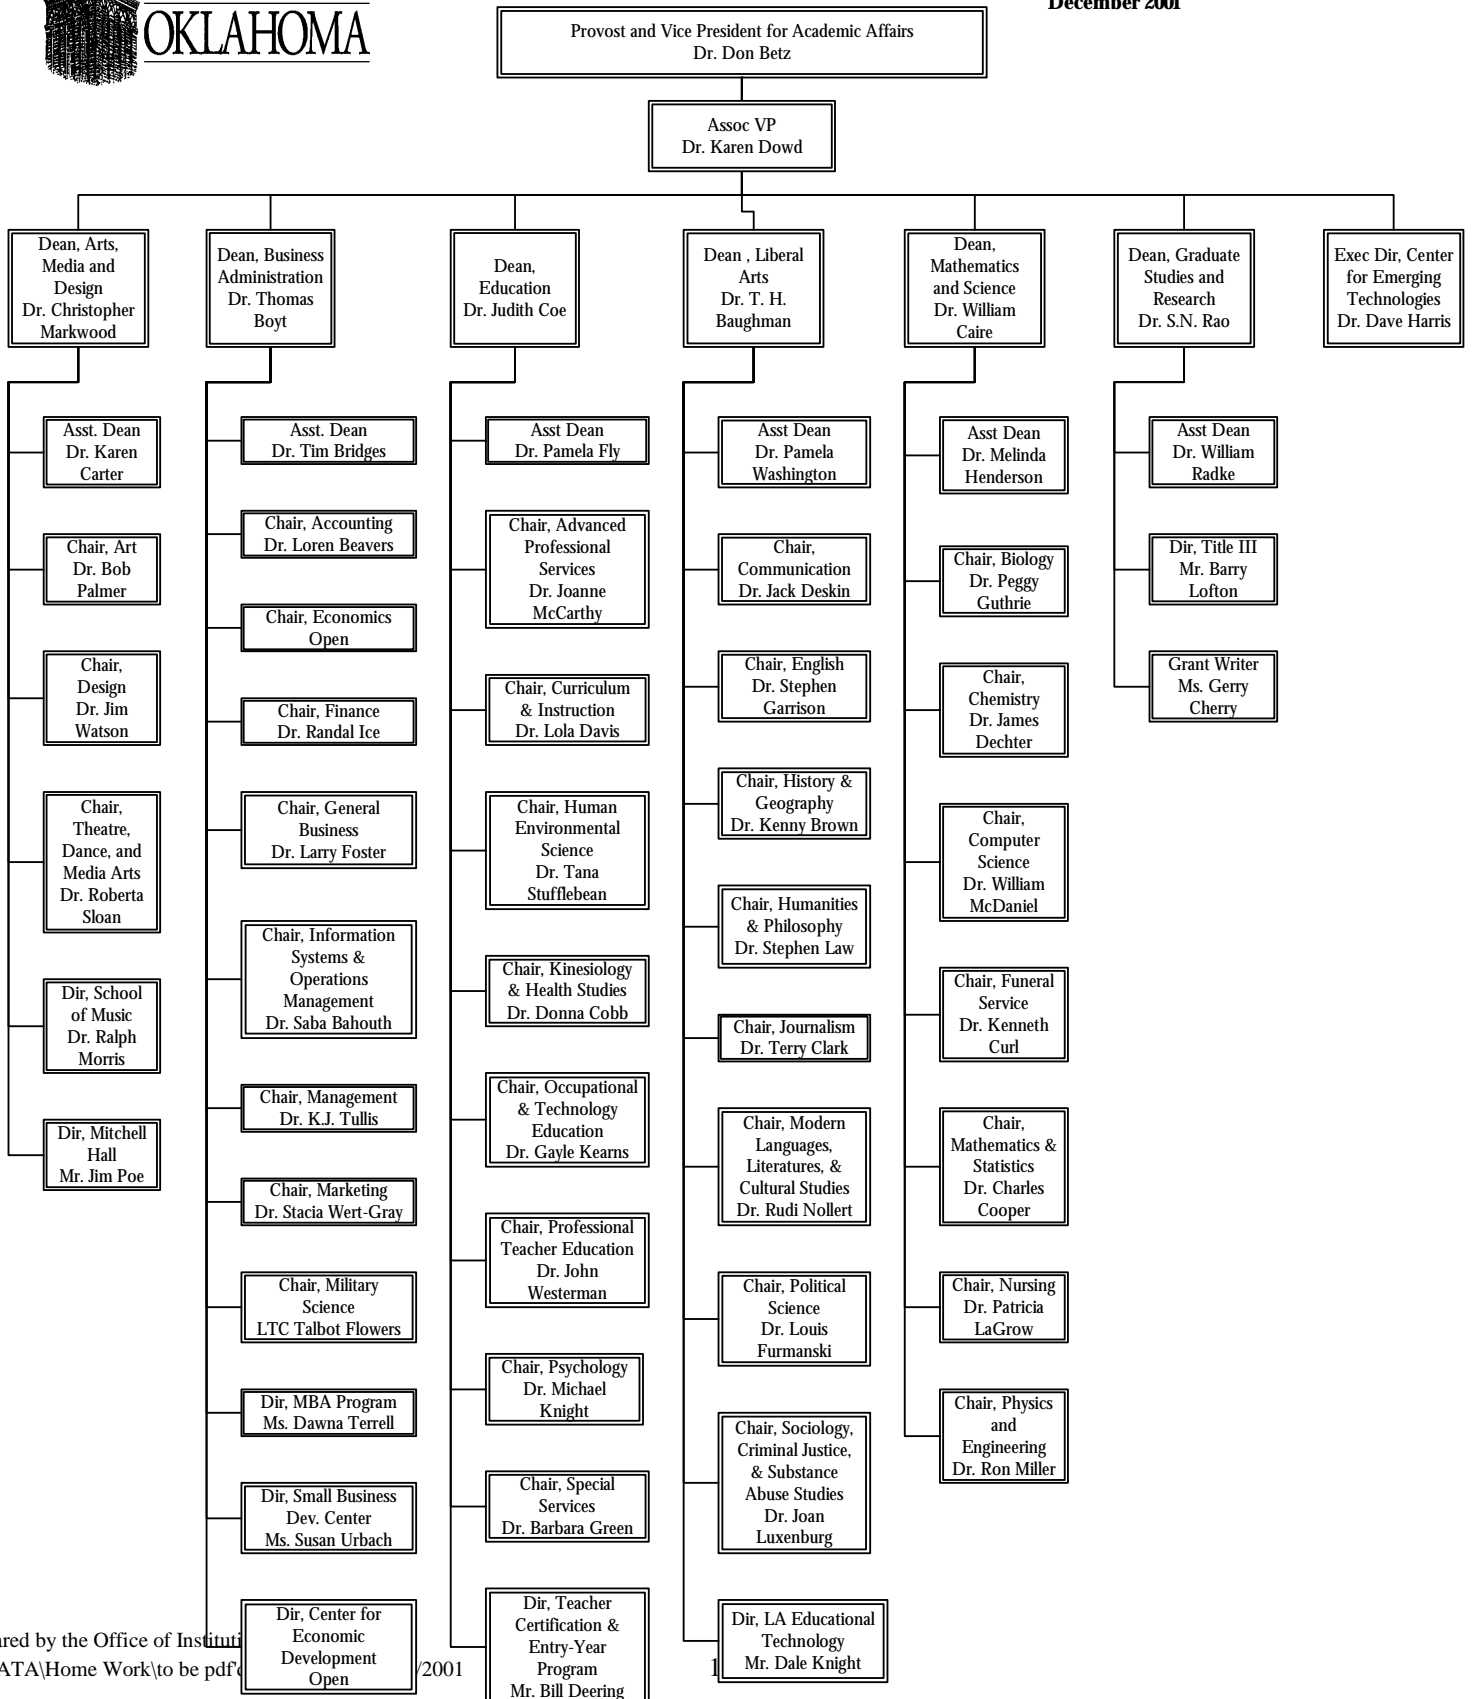 December 2001
OKLAHOMA
Provost and Vice President for Academic Affairs
Dr. Don Betz
Assoc VP
Dr. Karen Dowd
Dean, Arts,
Media and
Design
Dr. Christopher
Markwood
Dean, Business
Administration
Dr. Thomas
Boyt
Dean,
Education
Dr. Judith Coe
Dean , Liberal
Arts
Dr. T. H.
Baughman
Dean,
Mathematics
and Science
Dr. William
Caire
Dean, Graduate
Studies and
Research
Dr. S.N. Rao
Exec Dir, Center
for Emerging
Technologies
Dr. Dave Harris
Asst. Dean
Dr. Karen
Carter
Chair, Art
Dr. Bob
Palmer
Chair,
Design
Dr. Jim
Watson
Chair,
Theatre,
Dance, and
Media Arts
Dr. Roberta
Sloan
Dir, School
of Music
Dr. Ralph
Morris
Dir, Mitchell
Hall
Mr. Jim Poe
Asst. Dean
Dr. Tim Bridges
Chair, Accounting
Dr. Loren Beavers
Chair, Economics
Open
Chair, Finance
Dr. Randal Ice
Chair, General
Business
Dr. Larry Foster
Chair, Information
Systems &
Operations
Management
Dr. Saba Bahouth
Chair, Management
Dr. K.J. Tullis
Chair, Marketing
Dr. Stacia Wert-Gray
Chair, Military
Science
LTC Talbot Flowers
Dir, MBA Program
Ms. Dawna Terrell
Dir, Small Business
Dev. Center
Ms. Susan Urbach
Dir, Center for
Economic
Development
Open
Asst Dean
Dr. Pamela Fly
Chair, Advanced
Professional
Services
Dr. Joanne
McCarthy
Chair, Curriculum
& Instruction
Dr. Lola Davis
Chair, Human
Environmental
Science
Dr. Tana
Stufflebean
Chair, Kinesiology
& Health Studies
Dr. Donna Cobb
Chair, Occupational
& Technology
Education
Dr. Gayle Kearns
Chair, Professional
Teacher Education
Dr. John
Westerman
Chair, Psychology
Dr. Michael
Knight
Chair, Special
Services
Dr. Barbara Green
Dir, Teacher
Certification &
Entry-Year
Program
Mr. Bill Deering
Asst Dean
Dr. Pamela
Washington
Chair,
Communication
Dr. Jack Deskin
Chair, English
Dr. Stephen
Garrison
Chair, History &
Geography
Dr. Kenny Brown
Chair, Humanities
& Philosophy
Dr. Stephen Law
Chair, Journalism
Dr. Terry Clark
Chair, Modern
Languages,
Literatures, &
Cultural Studies
Dr. Rudi Nollert
Chair, Political
Science
Dr. Louis
Furmanski
Chair, Sociology,
Criminal Justice,
& Substance
Abuse Studies
Dr. Joan
Luxenburg
Dir, LA Educational
Technology
Mr. Dale Knight
Asst Dean
Dr. Melinda
Henderson
Chair, Biology
Dr. Peggy
Guthrie
Chair,
Chemistry
Dr. James
Dechter
Chair,
Computer
Science
Dr. William
McDaniel
Chair, Funeral
Service
Dr. Kenneth
Curl
Chair,
Mathematics &
Statistics
Dr. Charles
Cooper
Chair, Nursing
Dr. Patricia
LaGrow
Chair, Physics
and
Engineering
Dr. Ron Miller
Asst Dean
Dr. William
Radke
Dir, Title III
Mr. Barry
Lofton
Grant Writer
Ms. Gerry
Cherry
ared by the Office of Instituti
ATA\Home Work\to be pdf' /2001 1